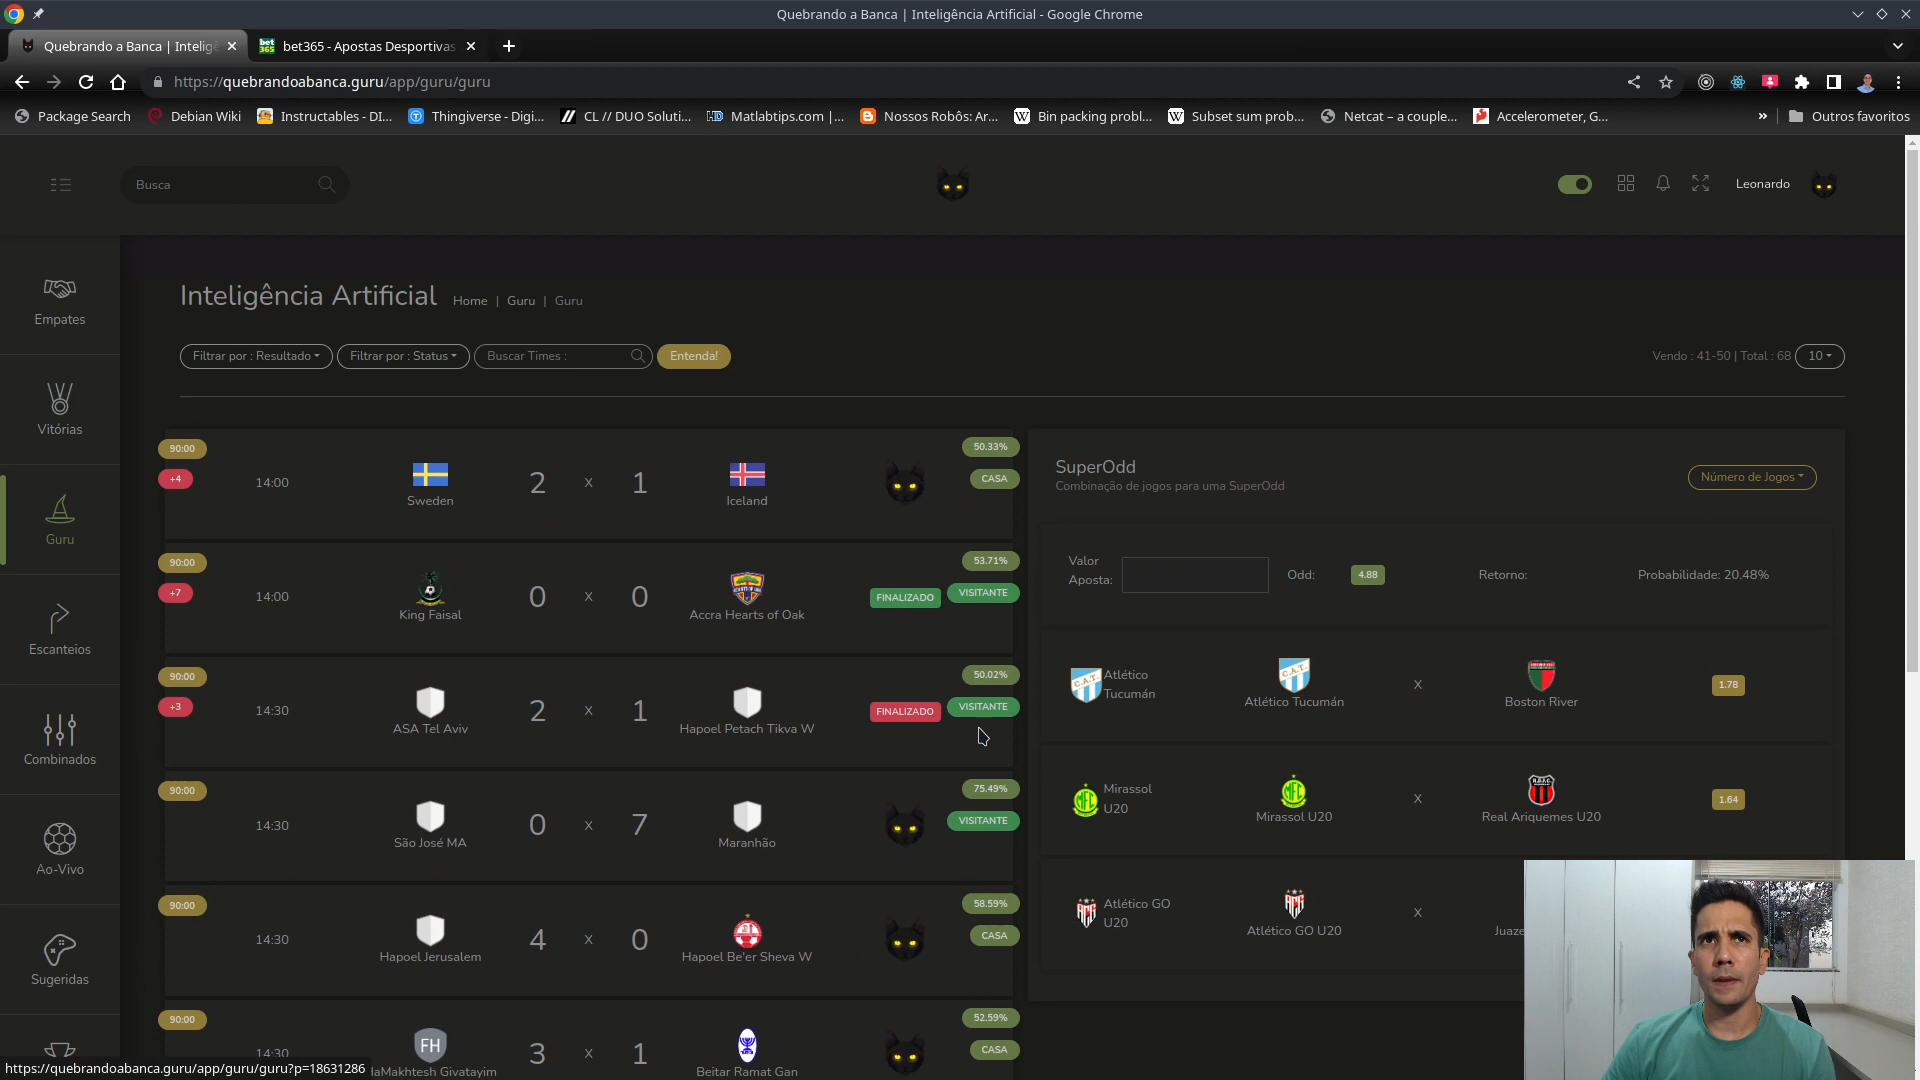 Quebrando a Banca | Inteligência Artificial - Google Chrome
Quebrando a Banca | Intelig
bet365 - Apostas Desportivas
https://quebrandoabanca.guru/app/guru/guru
Package Search
Debian Wiki
Instructables - DI...
Thingiverse - Digi...
CL // DUO Soluti...
Matlabtips.com |...
Nossos Robôs: Ar...
Bin packing probl...
Subset sum prob...
Netcat – a couple...
Accelerometer, G...
»
Outros favoritos
Busca
Leonardo
Empates
Vitórias
Guru
Escanteios
Combinados
Ao-Vivo
Sugeridas
Inteligência Artificial
Home | Guru | Guru
Filtrar por : Resultado
Filtrar por : Status
Buscar Times :
Entenda!
Vendo : 41-50 | Total : 68
10
90:00
+4
14:00
Sweden
2 x 1
Iceland
50.33%
CASA
90:00
+7
14:00
King Faisal
0 x 0
Accra Hearts of Oak
FINALIZADO
53.71%
VISITANTE
90:00
+3
14:30
ASA Tel Aviv
2 x 1
Hapoel Petach Tikva W
FINALIZADO
50.02%
VISITANTE
90:00
14:30
São José MA
0 x 7
Maranhão
75.49%
VISITANTE
90:00
14:30
Hapoel Jerusalem
4 x 0
Hapoel Be'er Sheva W
58.59%
CASA
90:00
14:30
FH
HaMakhtesh Givatayim
3 x 1
Beitar Ramat Gan
52.59%
CASA
SuperOdd
Combinação de jogos para uma SuperOdd
Número de Jogos
Valor
Aposta:
Odd:
4.88
Retorno:
Probabilidade: 20.48%
C.A.T.
Atlético
Tucumán
C.A.T.
Atlético Tucumán
X
Boston River
1.78
Mirassol
U20
Mirassol U20
X
Real Ariquemes U20
1.64
Atlético GO
U20
Atlético GO U20
X
Juaze
https://quebrandoabanca.guru/app/guru/guru?p=18631286